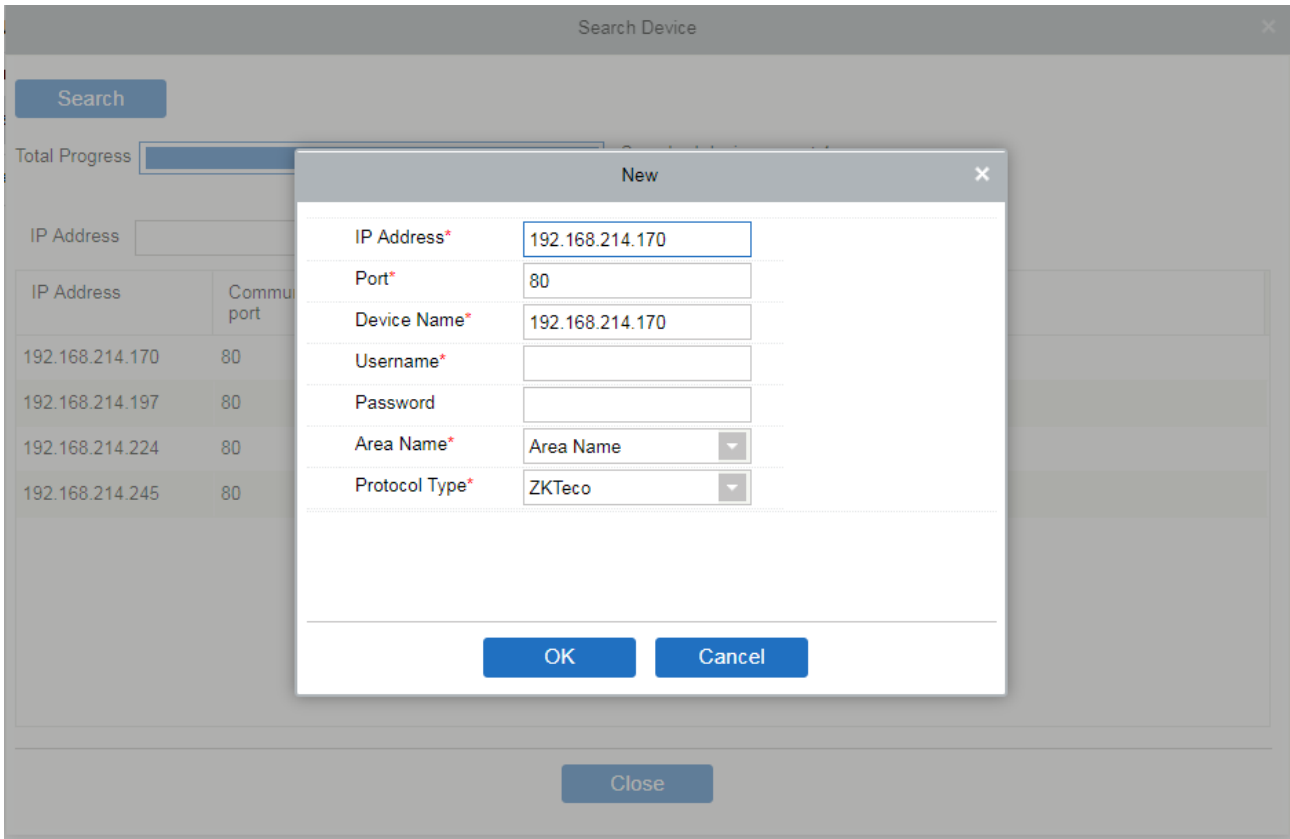 Search Device
Search
Total Progress
New
IP Address
IP Address
Commu
port
192.168.214.170 80
192.168.214.197 80
192.168.214.224 80
192.168.214.245 80
IP Address* 192.168.214.170
Port* 80
Device Name* 192.168.214.170
Username*
Password
Area Name* Area Name
Protocol Type* ZKTeco
OK Cancel
Close